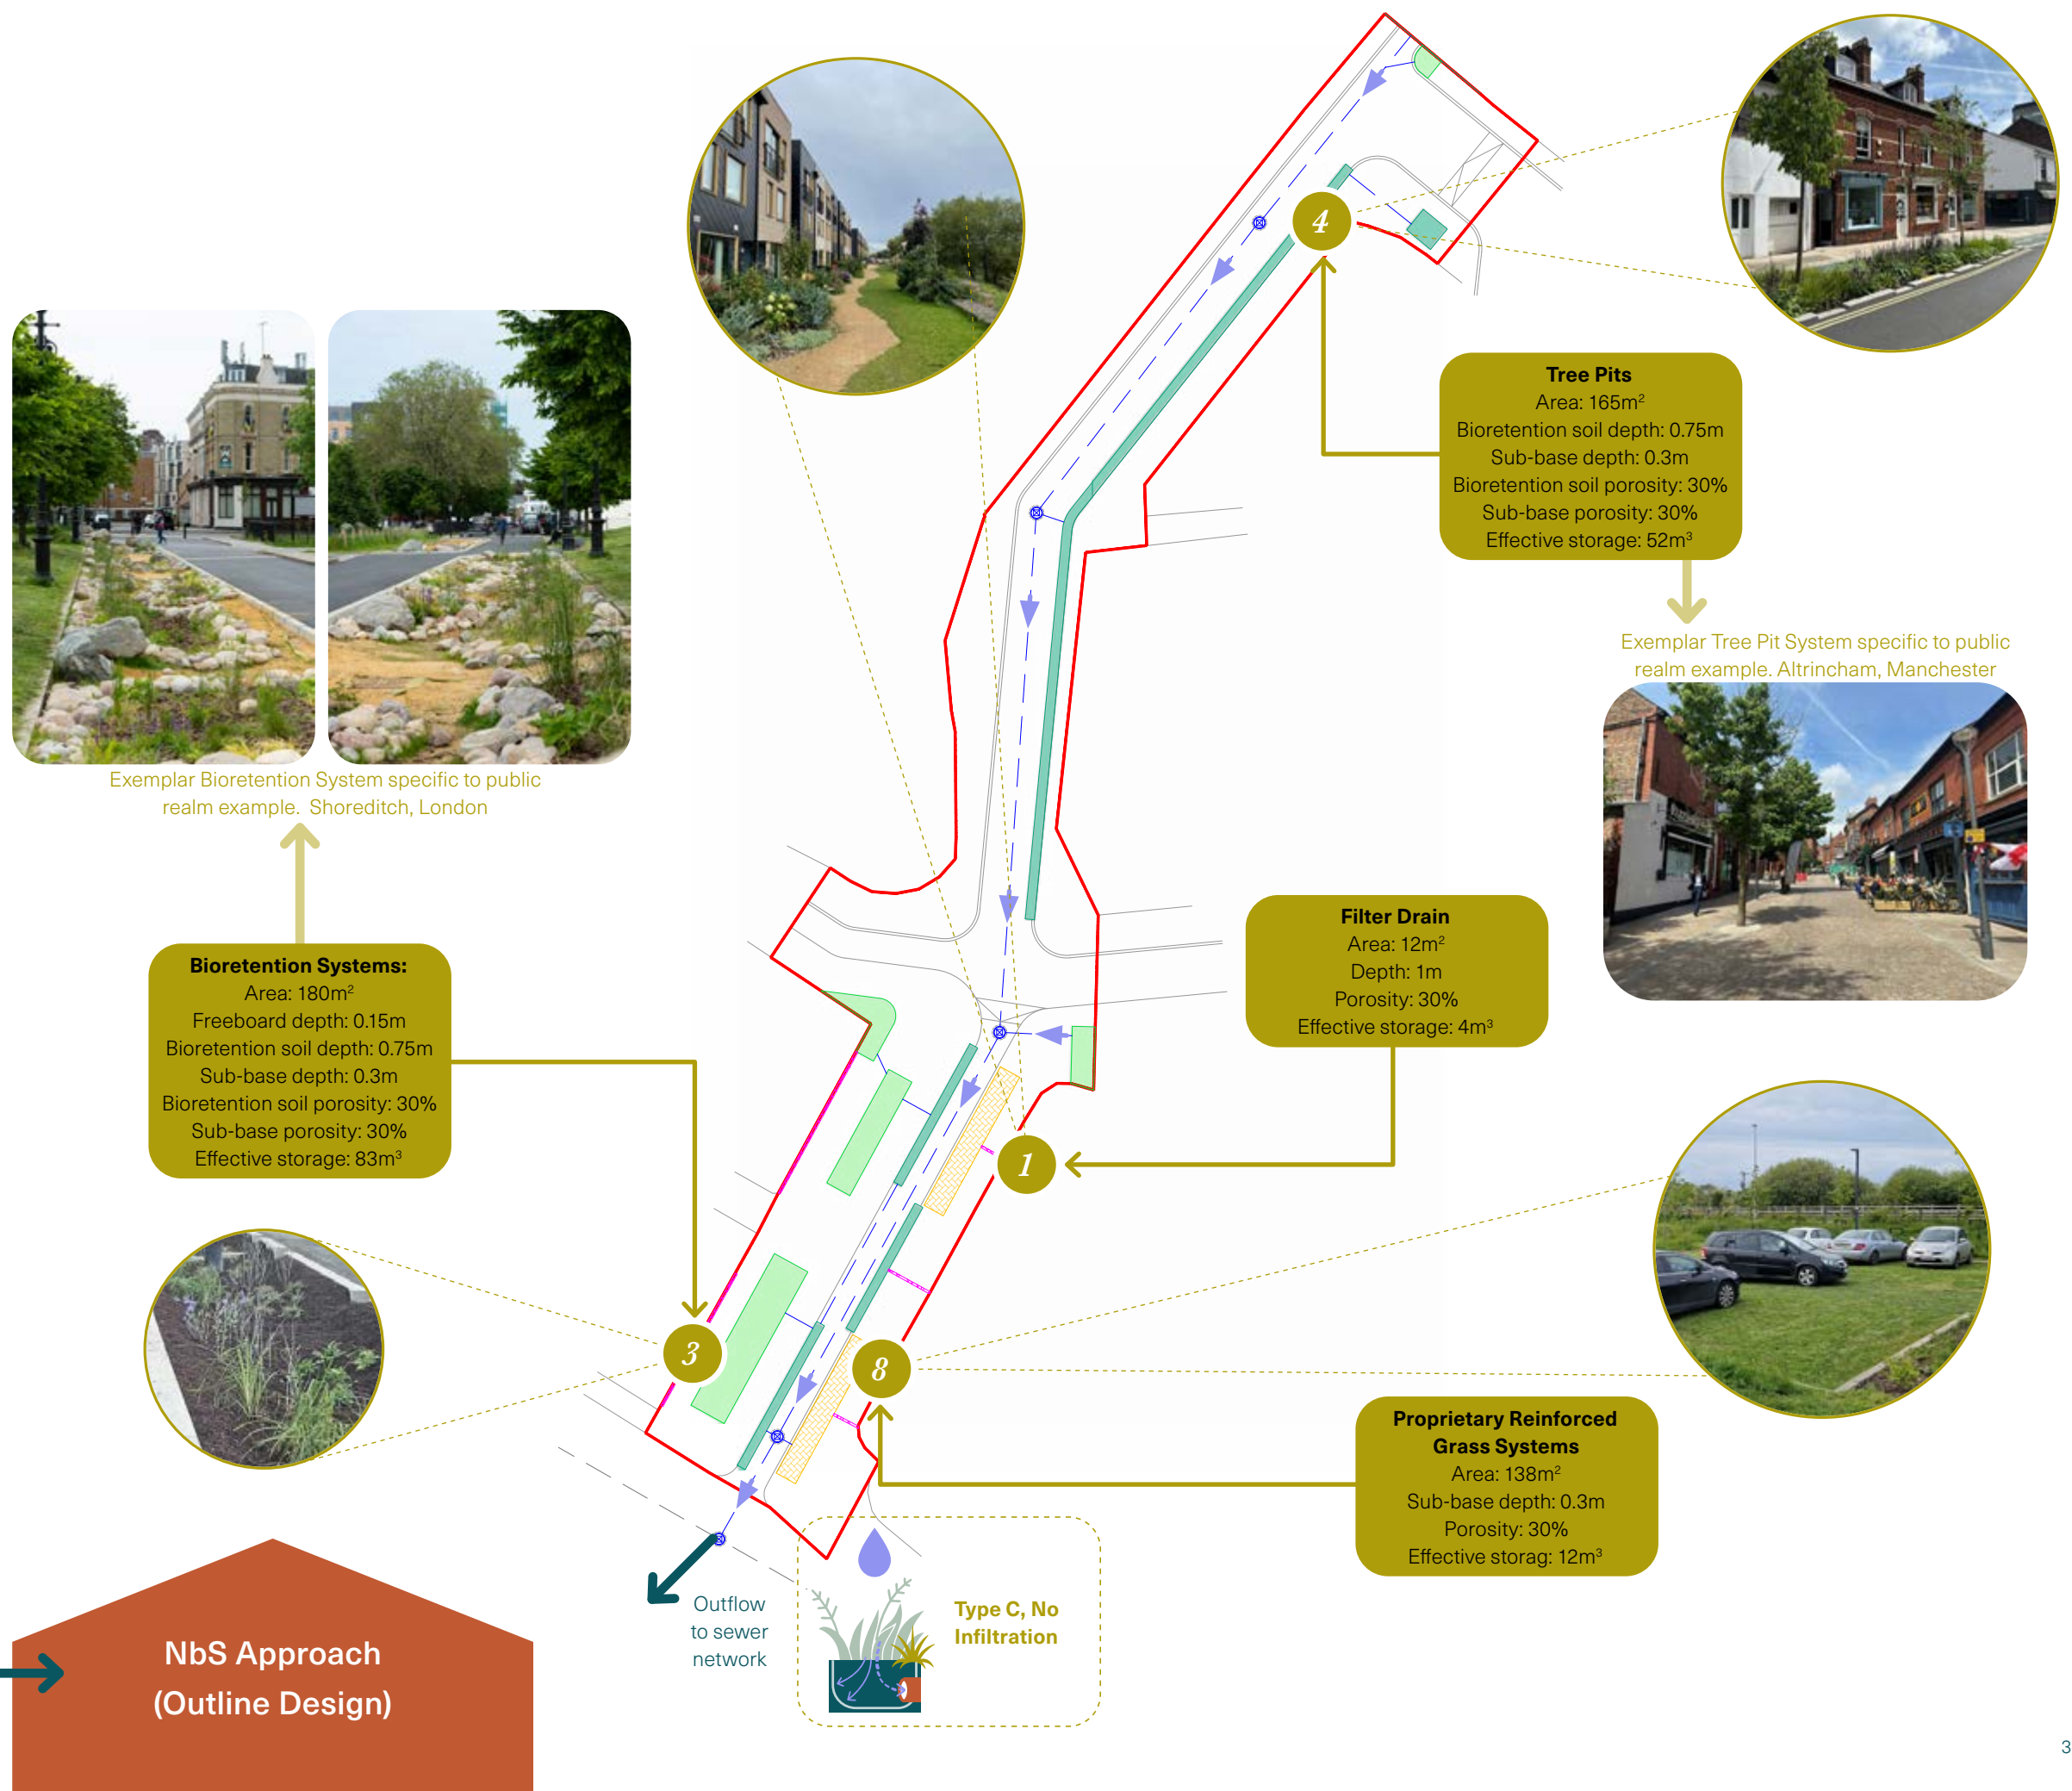 4
Tree Pits
Area: 165m²
Bioretention soil depth: 0.75m
Sub-base depth: 0.3m
Bioretention soil porosity: 30%
Sub-base porosity: 30%
Effective storage: 52m³
Exemplar Tree Pit System specific to public
realm example. Altrincham, Manchester
Exemplar Bioretention System specific to public
realm example. Shoreditch, London
Bioretention Systems:
Area: 180m²
Freeboard depth: 0.15m
Bioretention soil depth: 0.75m
Sub-base depth: 0.3m
Bioretention soil porosity: 30%
Sub-base porosity: 30%
Effective storage: 83m³
Filter Drain
Area: 12m²
Depth: 1m
Porosity: 30%
Effective storage: 4m³
1
3
8
Proprietary Reinforced
Grass Systems
Area: 138m²
Sub-base depth: 0.3m
Porosity: 30%
Effective storag: 12m³
Outflow
to sewer
network
Type C, No
Infiltration
NbS Approach
(Outline Design)
3